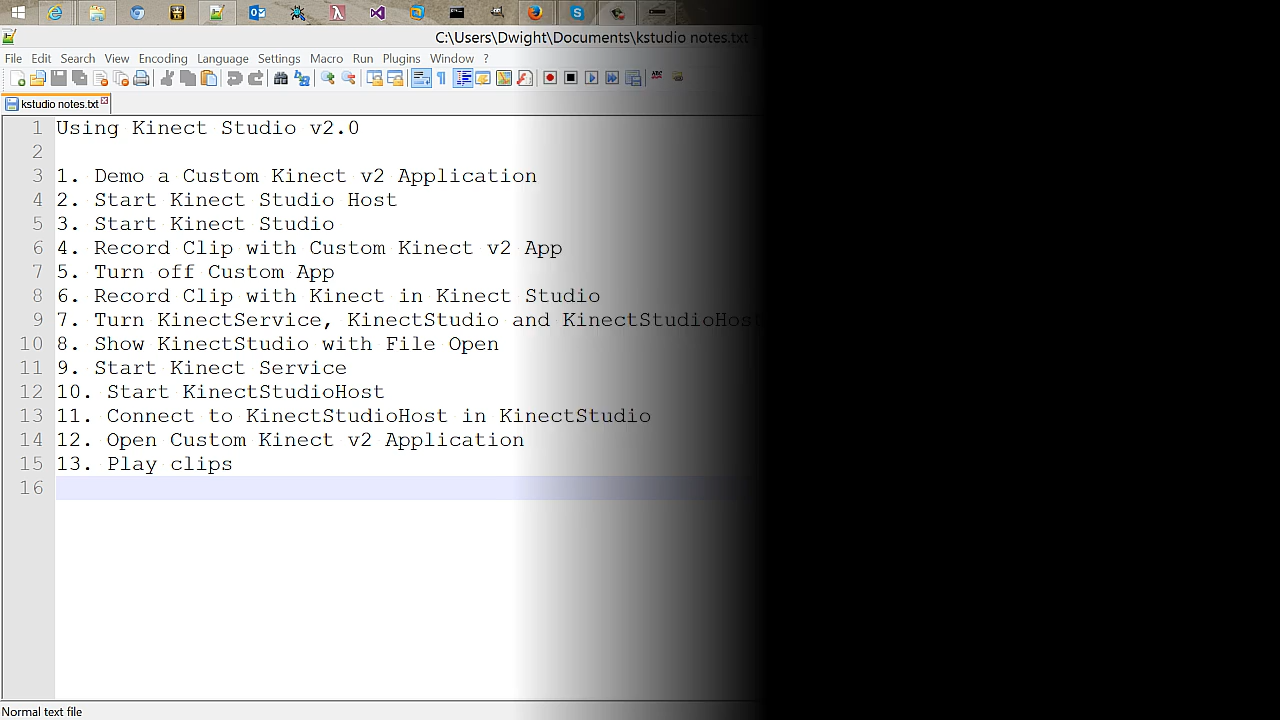 C:\Users\Dwight\Documents\kstudio notes.txt
File Edit Search View Encoding Language Settings Macro Run Plugins Window ?
kstudio notes.txt
1 Using Kinect Studio v2.0
2
3 1. Demo a Custom Kinect v2 Application
4 2. Start Kinect Studio Host
5 3. Start Kinect Studio
6 4. Record Clip with Custom Kinect v2 App
7 5. Turn off Custom App
8 6. Record Clip with Kinect in Kinect Studio
9 7. Turn KinectService, KinectStudio and KinectStudioHost
10 8. Show KinectStudio with File Open
11 9. Start Kinect Service
12 10. Start KinectStudioHost
13 11. Connect to KinectStudioHost in KinectStudio
14 12. Open Custom Kinect v2 Application
15 13. Play clips
16
Normal text file